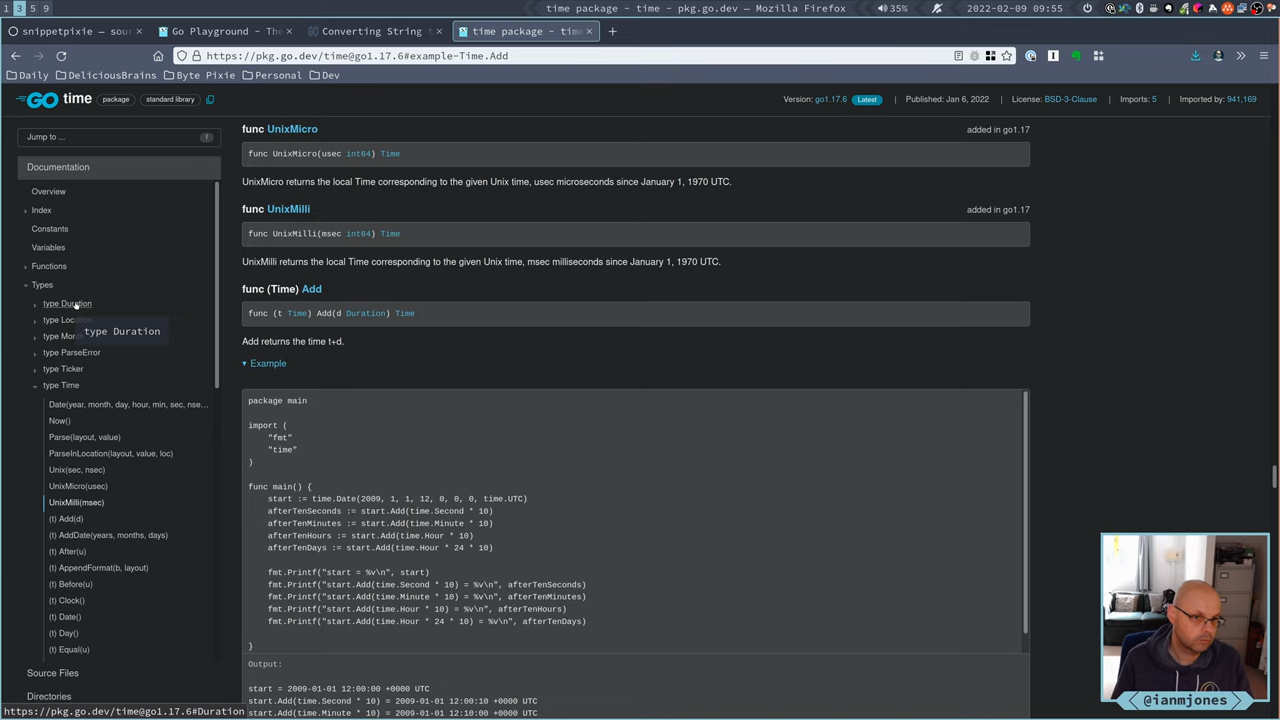 1 3 5 9
time package - time - pkg.go.dev — Mozilla Firefox
35%
2022-02-09 09:55
snippetpixie — sour
Go Playground - The
Converting String t
time package - time
https://pkg.go.dev/time@go1.17.6#example-Time.Add
Daily
DeliciousBrains
Byte Pixie
Personal
Dev
GO time
package
standard library
Version: go1.17.6 Latest
Published: Jan 6, 2022
License: BSD-3-Clause
Imports: 5
Imported by: 941,169
Jump to ...
Documentation
Overview
Index
Constants
Variables
Functions
Types
type Duration
type Loc
type Duration
type Mon
type ParseError
type Ticker
type Time
Date(year, month, day, hour, min, sec, nse...
Now()
Parse(layout, value)
ParseInLocation(layout, value, loc)
Unix(sec, nsec)
UnixMicro(usec)
UnixMilli(msec)
(t) Add(d)
(t) AddDate(years, months, days)
(t) After(u)
(t) AppendFormat(b, layout)
(t) Before(u)
(t) Clock()
(t) Date()
(t) Day()
(t) Equal(u)
Source Files
Directories
https://pkg.go.dev/time@go1.17.6#Duration
func UnixMicro
added in go1.17
func UnixMicro(usec int64) Time
UnixMicro returns the local Time corresponding to the given Unix time, usec microseconds since January 1, 1970 UTC.
func UnixMilli
added in go1.17
func UnixMilli(msec int64) Time
UnixMilli returns the local Time corresponding to the given Unix time, msec milliseconds since January 1, 1970 UTC.
func (Time) Add
func (t Time) Add(d Duration) Time
Add returns the time t+d.
▾ Example
package main
import (
"fmt"
"time"
)
func main() {
start := time.Date(2009, 1, 1, 12, 0, 0, 0, time.UTC)
afterTenSeconds := start.Add(time.Second * 10)
afterTenMinutes := start.Add(time.Minute * 10)
afterTenHours := start.Add(time.Hour * 10)
afterTenDays := start.Add(time.Hour * 24 * 10)
fmt.Printf("start = %v\n", start)
fmt.Printf("start.Add(time.Second * 10) = %v\n", afterTenSeconds)
fmt.Printf("start.Add(time.Minute * 10) = %v\n", afterTenMinutes)
fmt.Printf("start.Add(time.Hour * 10) = %v\n", afterTenHours)
fmt.Printf("start.Add(time.Hour * 24 * 10) = %v\n", afterTenDays)
}
Output:
start = 2009-01-01 12:00:00 +0000 UTC
start.Add(time.Second * 10) = 2009-01-01 12:00:10 +0000 UTC
start.Add(time.Minute * 10) = 2009-01-01 12:10:00 +0000 UTC
@ianmjones